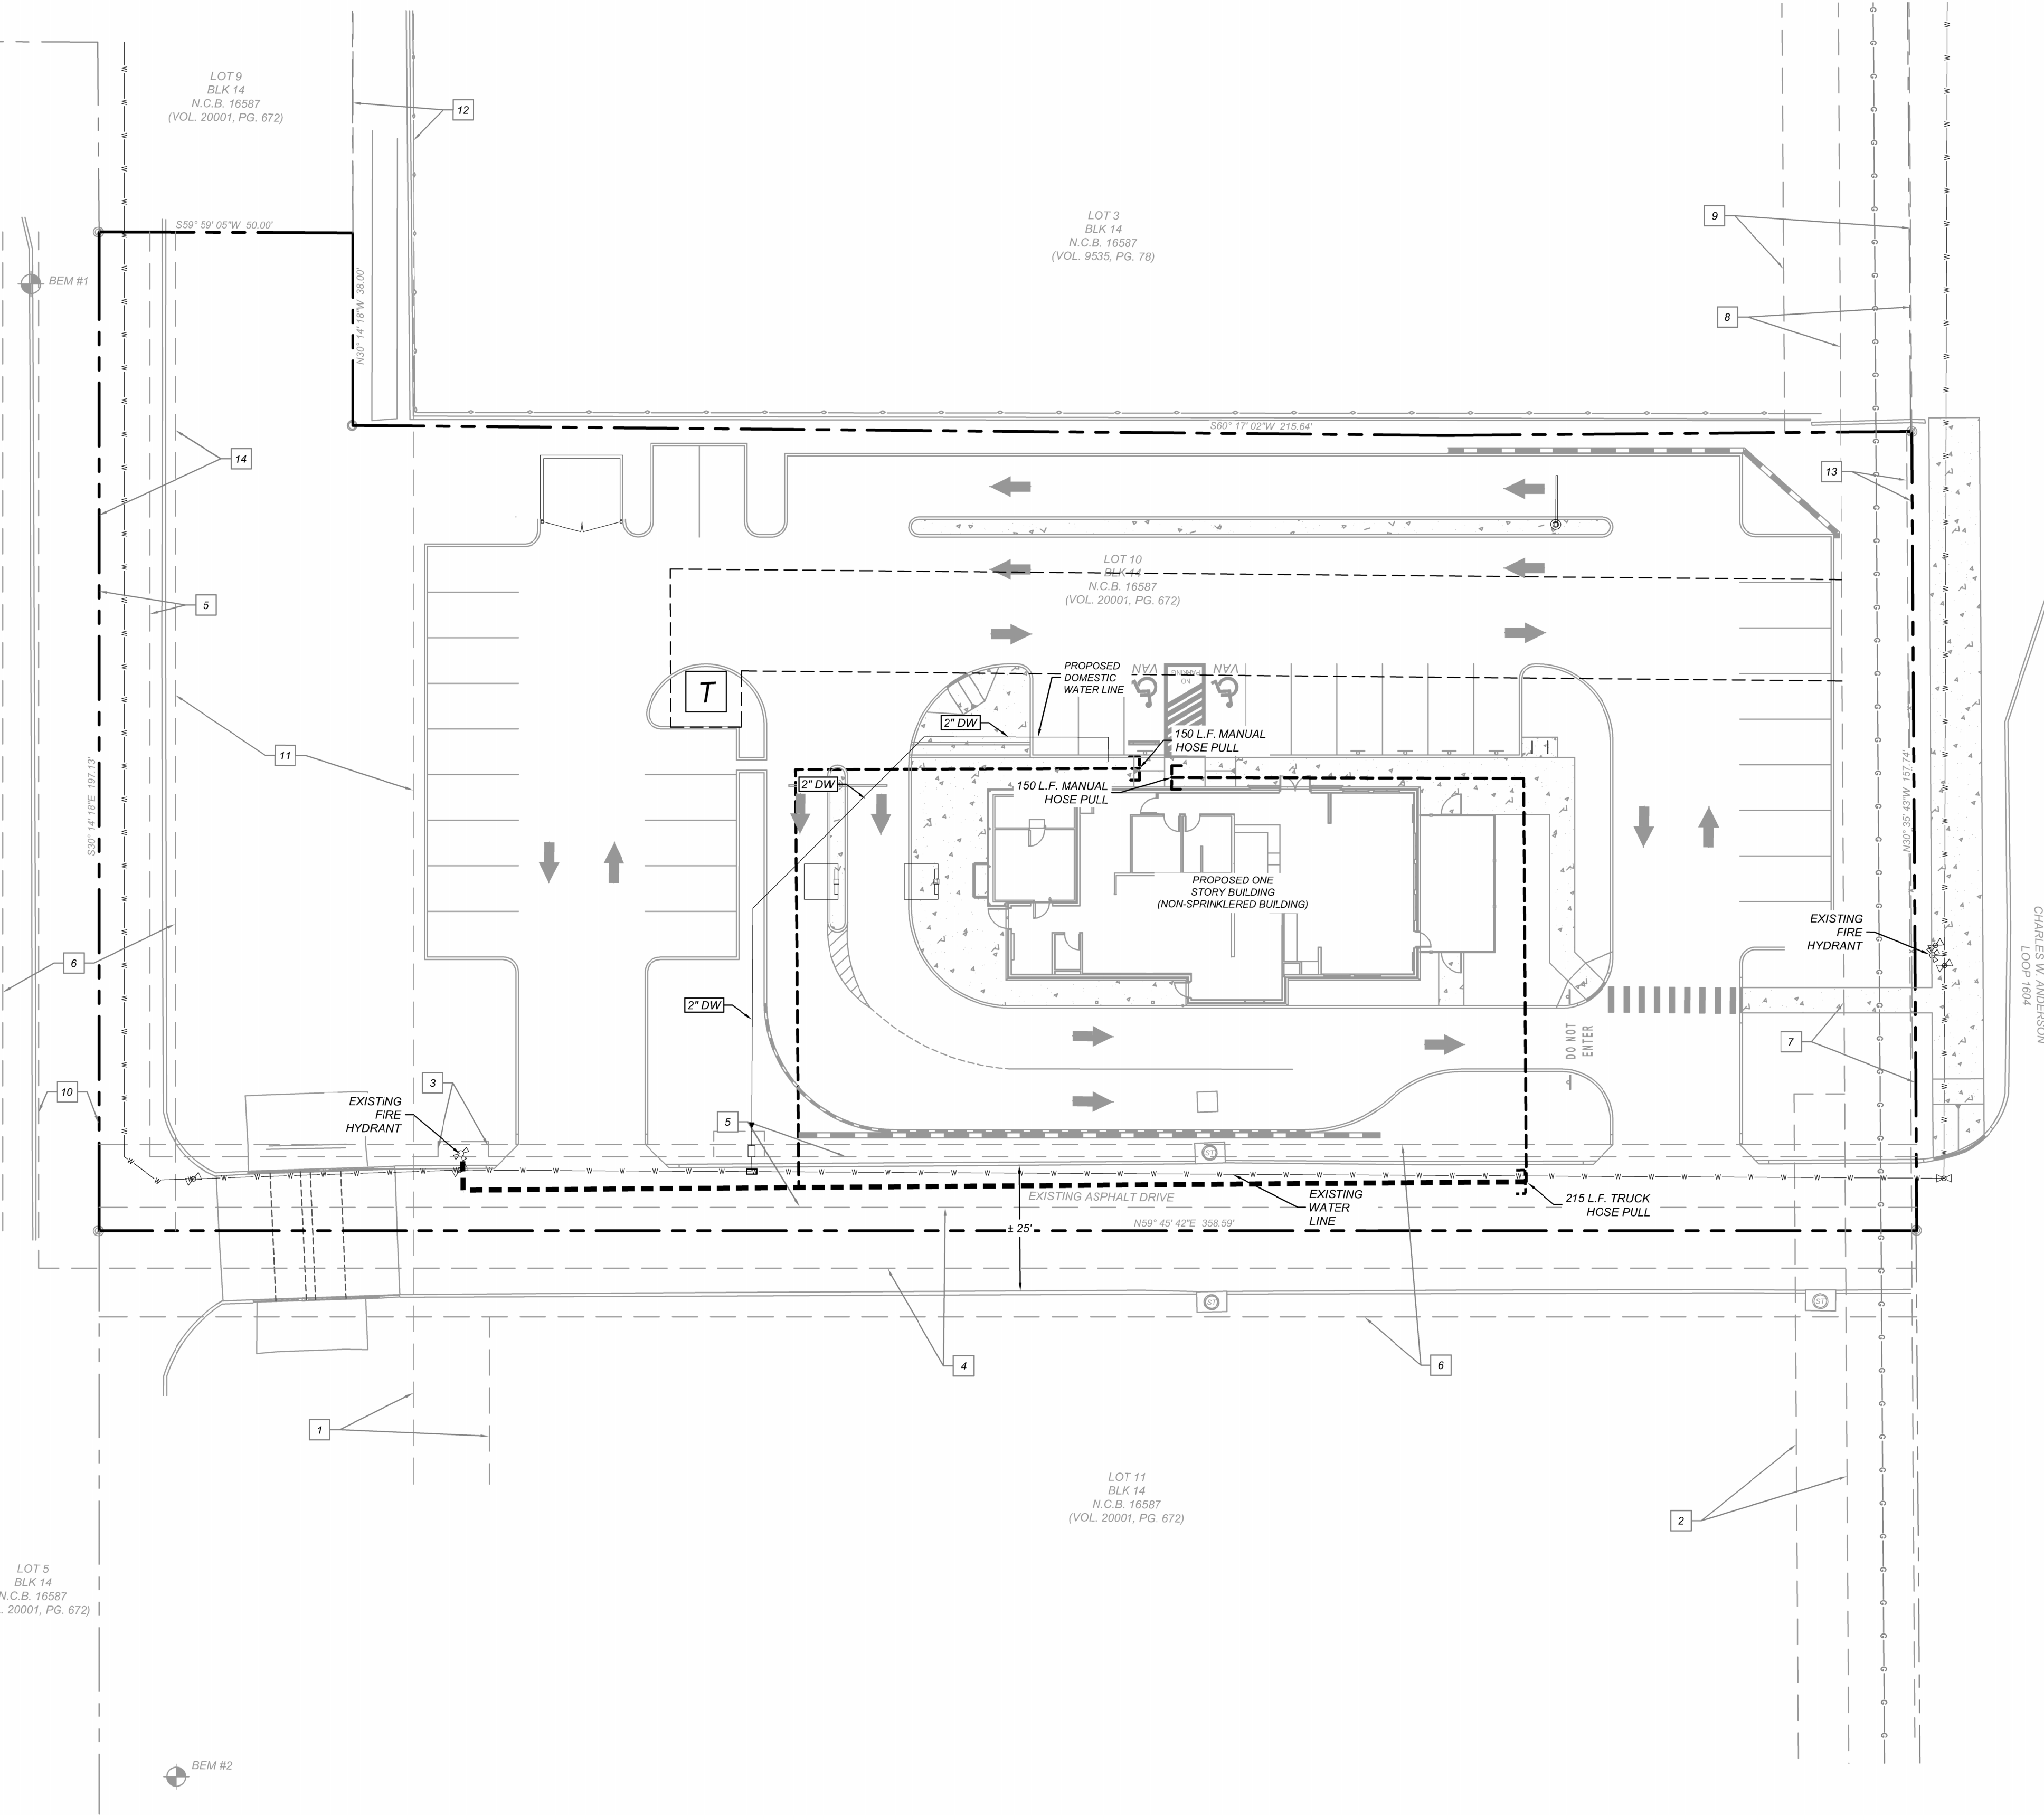 LOT 9
BLK 14
N.C.B. 16587
(VOL. 20001, PG. 672)
12
LOT 3
BLK 14
N.C.B. 16587
(VOL. 9535, PG. 78)
9
8
S59° 59' 05"W 50.00'
BEM #1
N30° 14' 18"W 38.00'
S60° 17' 02"W 215.64'
14
13
5
LOT 10
BLK 14
N.C.B. 16587
(VOL. 20001, PG. 672)
T
PROPOSED
DOMESTIC
WATER LINE
VAN
NO
PARKING
VAN
2" DW
150 L.F. MANUAL
HOSE PULL
11
2" DW
150 L.F. MANUAL
HOSE PULL
S30° 14' 18"E 197.13'
N30° 35' 43"W 157.74'
PROPOSED ONE
STORY BUILDING
(NON-SPRINKLERED BUILDING)
EXISTING
FIRE
HYDRANT
CHARLES W. ANDERSON
LOOP 1604
6
2" DW
DO NOT
ENTER
7
10
3
EXISTING
FIRE
HYDRANT
5
ST
EXISTING ASPHALT DRIVE
EXISTING
WATER
LINE
215 L.F. TRUCK
HOSE PULL
± 25'
N59° 45' 42"E 358.59'
ST
ST
4
6
1
LOT 11
BLK 14
N.C.B. 16587
(VOL. 20001, PG. 672)
2
LOT 5
BLK 14
N.C.B. 16587
. 20001, PG. 672)
BEM #2